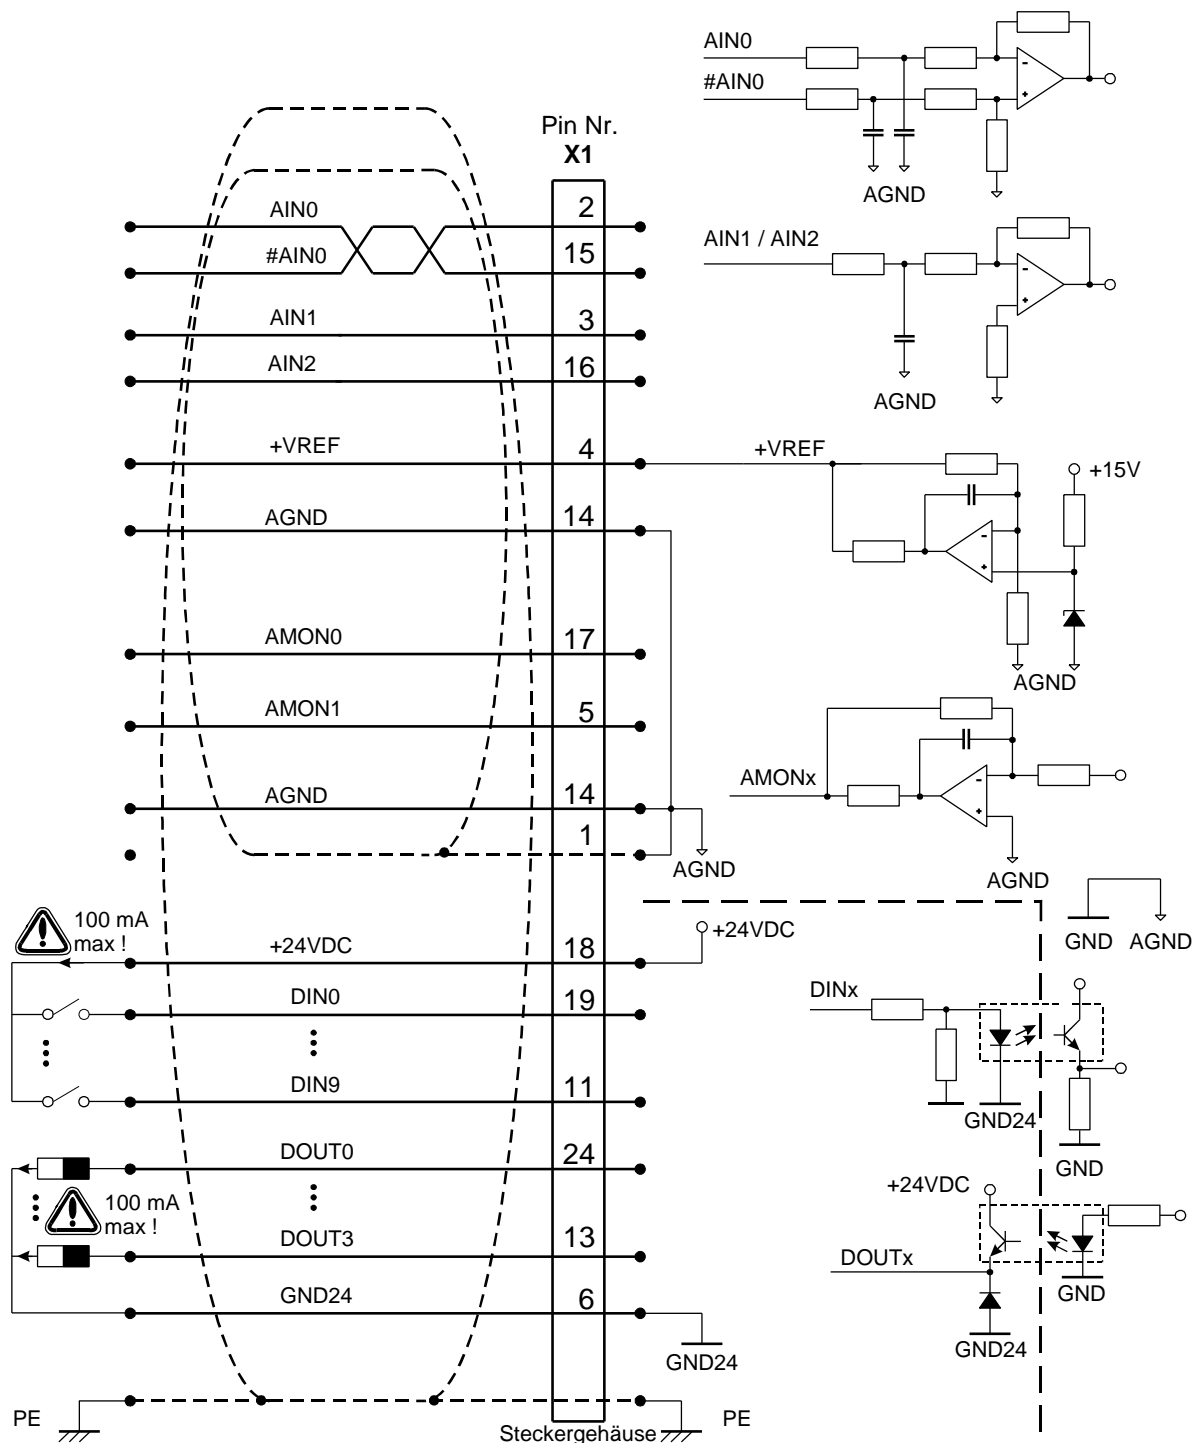 Pin Nr.
X1
AIN0
2
#AIN0
15
AIN1
3
AIN2
16
+VREF
4
AGND
14
AMON0
17
AMON1
5
AGND
14
1
AGND
100 mA
max !
+24VDC
18
+24VDC
DIN0
19
DIN9
11
DOUT0
24
100 mA
max !
DOUT3
13
GND24
6
GND24
PE
PE
Steckergehäuse
AIN0
#AIN0
-
+
AGND
AIN1 / AIN2
-
+
AGND
+VREF
+15V
-
+
AGND
AMONx
-
+
AGND
GND AGND
DINx
GND24
GND
+24VDC
DOUTx
GND
GND24